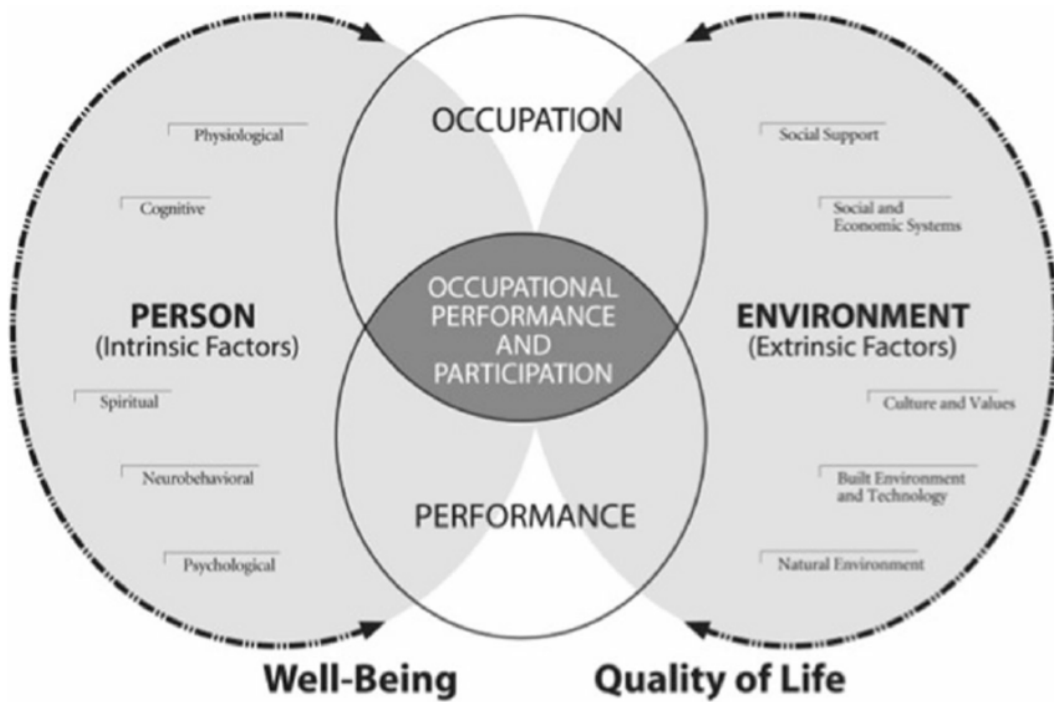 OCCUPATION
Physiological
Cognitive
PERSON
(Intrinsic Factors)
Spiritual
Neurobehavioral
Psychological
OCCUPATIONAL
PERFORMANCE
AND
PARTICIPATION
Social Support
Social and
Economic Systems
ENVIRONMENT
(Extrinsic Factors)
Culture and Values
Built Environment
and Technology
Natural Environment
PERFORMANCE
Well-Being
Quality of Life